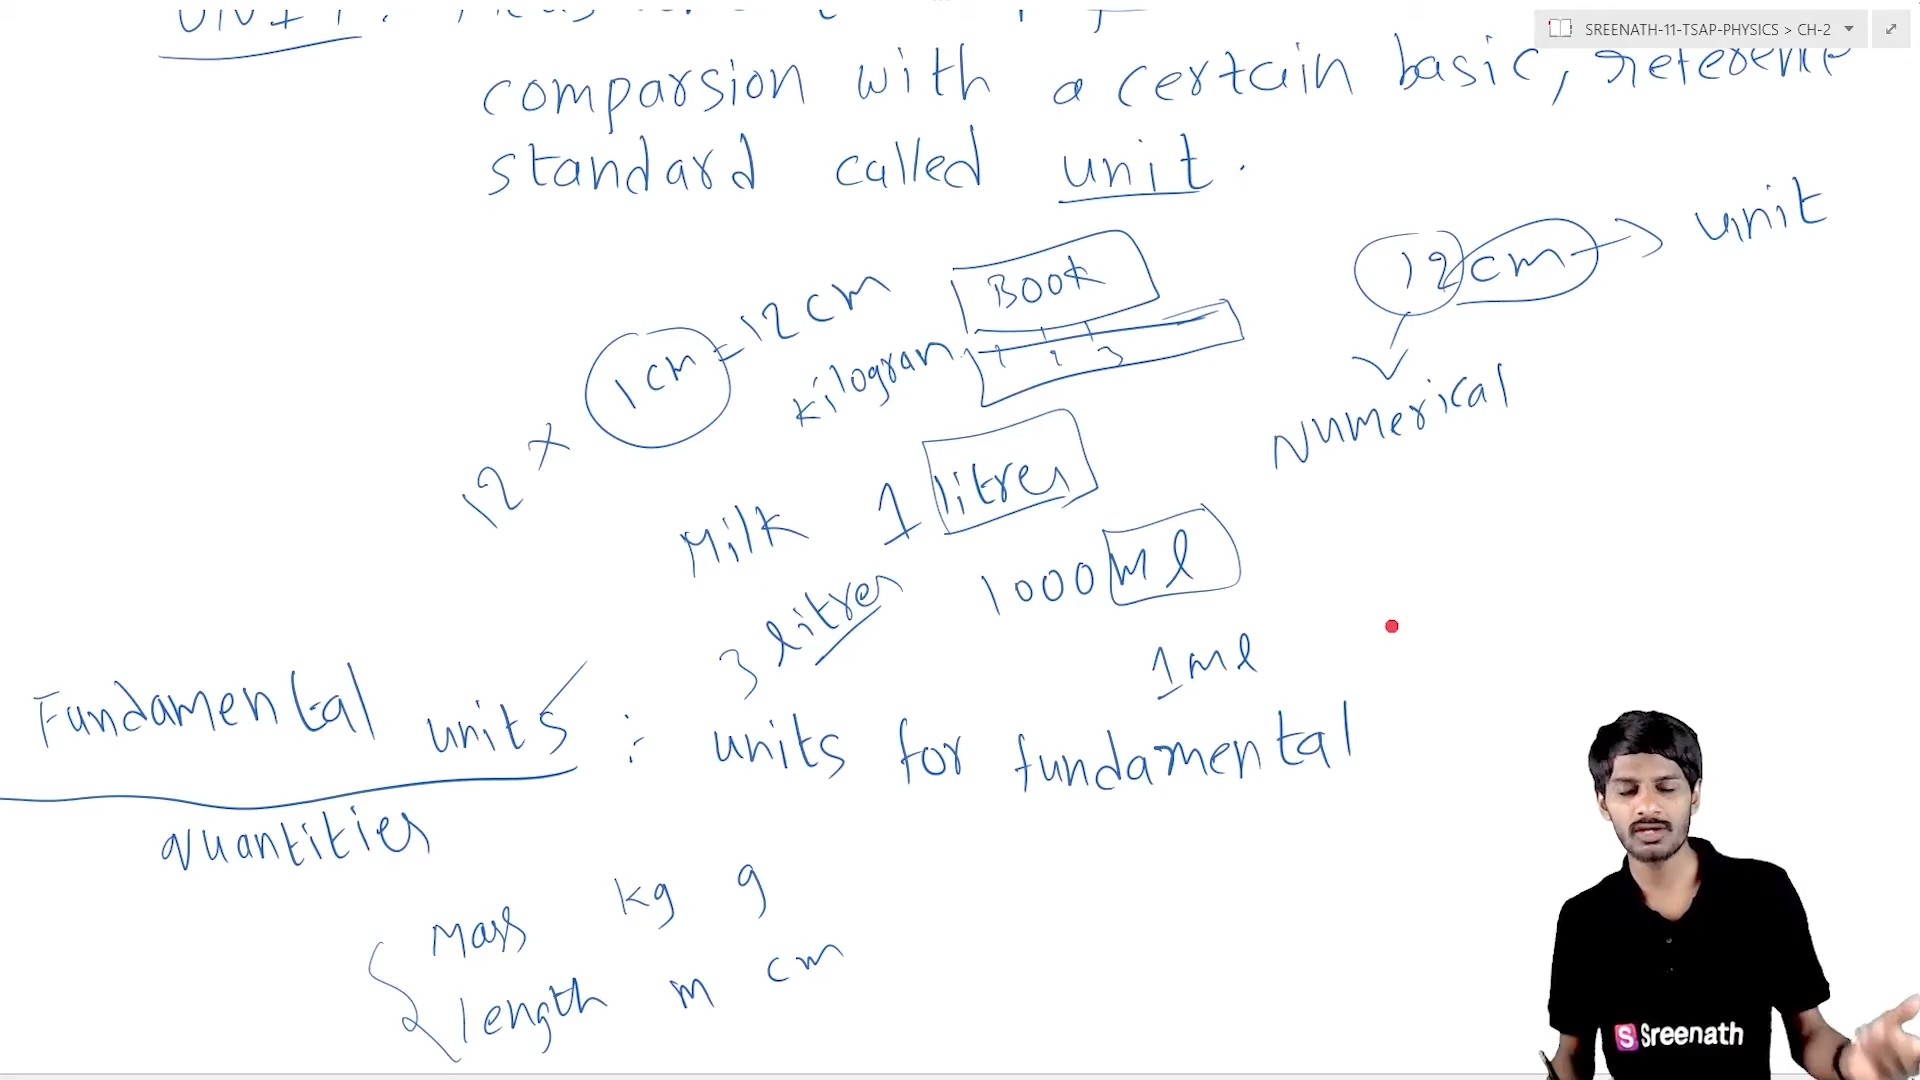 SREENATH-11-TSAP-PHYSICS > CH-2
comparsion with a certain basic, reference
standard called unit.
12 × 1 cm = 12 cm
Book
1 2 3
kilogram
12 cm → unit
Numerical
Milk 1 litres
3 litres 1000 ml
1 ml
Fundamental units : units for fundamental
quantities
Mass kg g
length m cm
S Sreenath